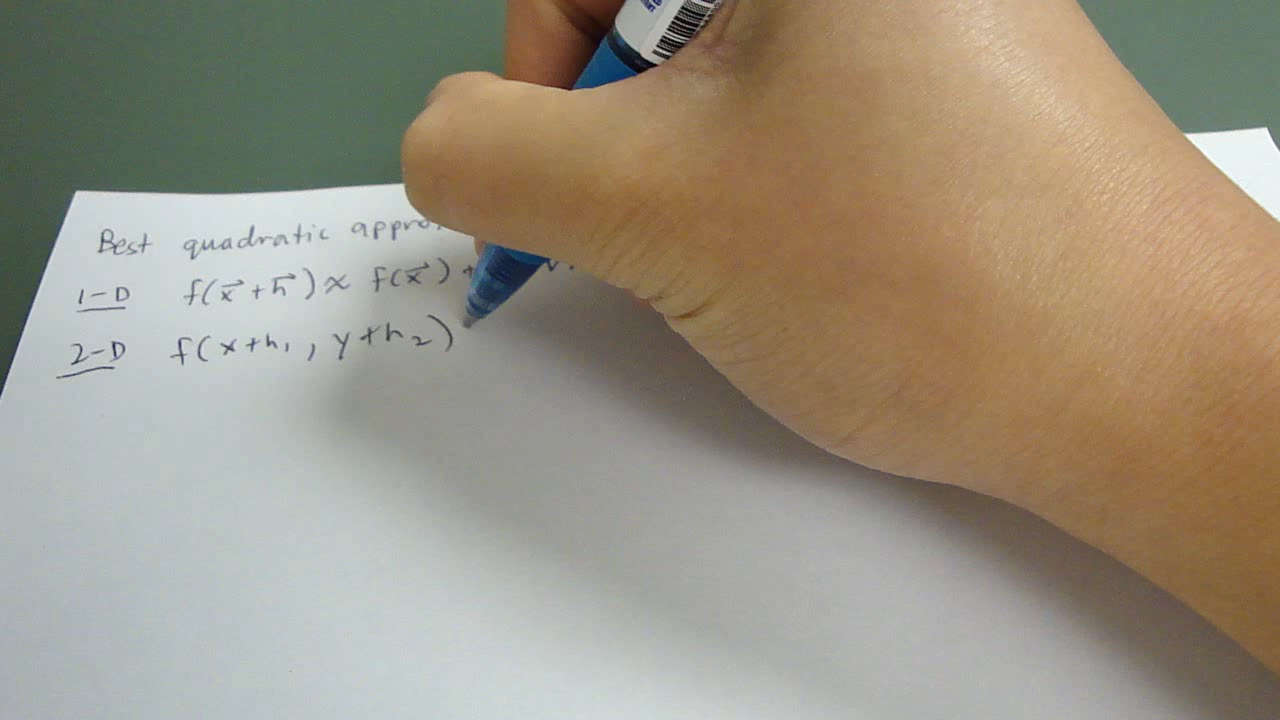 Best quadratic appro
1-D f(x⃗+h⃗)∝ f(x⃗)+
2-D f(x+h₁, y+h₂)